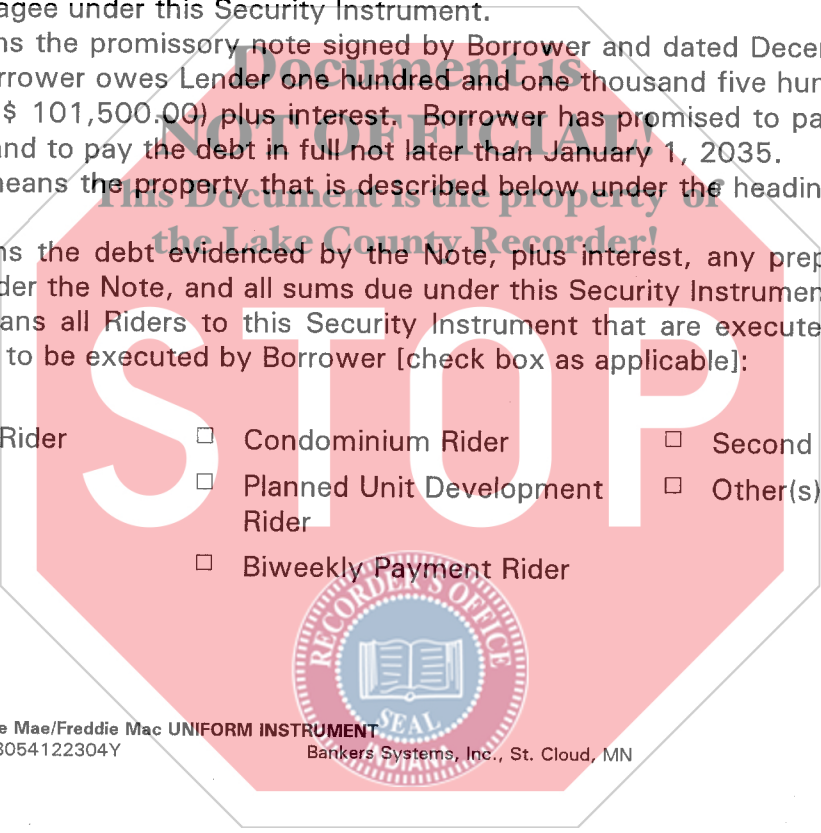 agee under this Security Instrument.
ns the promissory note signed by Borrower and dated Decem
Document is
rrower owes Lender one hundred and one thousand five hun
$ 101,500.00) plus interest. Borrower has promised to pa
NOT OFFICIAL!
and to pay the debt in full not later than January 1, 2035.
means the property that is described below under the headin
This Document is the property of
the Lake County Recorder!
ns the debt evidenced by the Note, plus interest, any prep
der the Note, and all sums due under this Security Instrumen
ans all Riders to this Security Instrument that are execute
to be executed by Borrower [check box as applicable]:
STOP
Rider ☐ Condominium Rider ☐ Second
☐ Planned Unit Development ☐ Other(s)
Rider
☐ Biweekly Payment Rider
RECORDER'S OFFICE
SEAL
INDIANA
e Mae/Freddie Mac UNIFORM INSTRUMENT
3054122304Y Bankers Systems, Inc., St. Cloud, MN